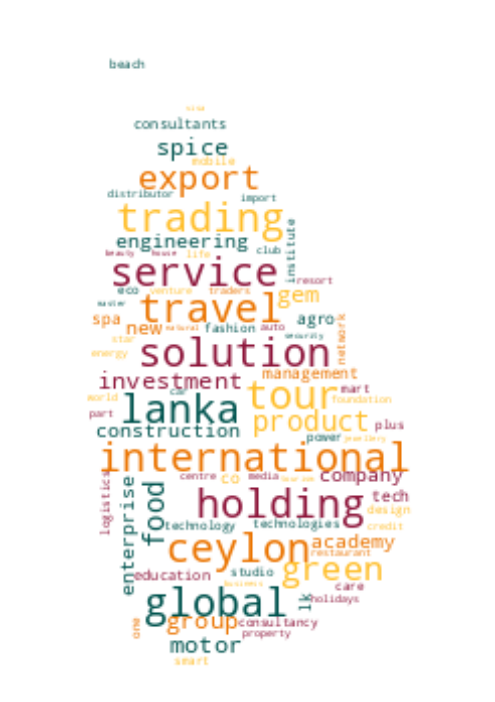 beach
visa
consultants
spice
mobile
export
distributor
import
trading
engineering
institute
club
beauty
house
life
service
resort
eco
venture
traders
gem
travel
spa
new
natural
fashion
auto
agro
security
network
star
solution
energy
management
investment
car
tour
mart
world
foundation
part
lanka
product
construction
plus
power
jewellery
international
logistics
centre
co
media
company
enterprise
food
holding
tech
design
technology
technologies
credit
ceylon
academy
restaurant
green
education
studio
business
care
global
lk
holidays
one
group
consultancy
property
motor
smart